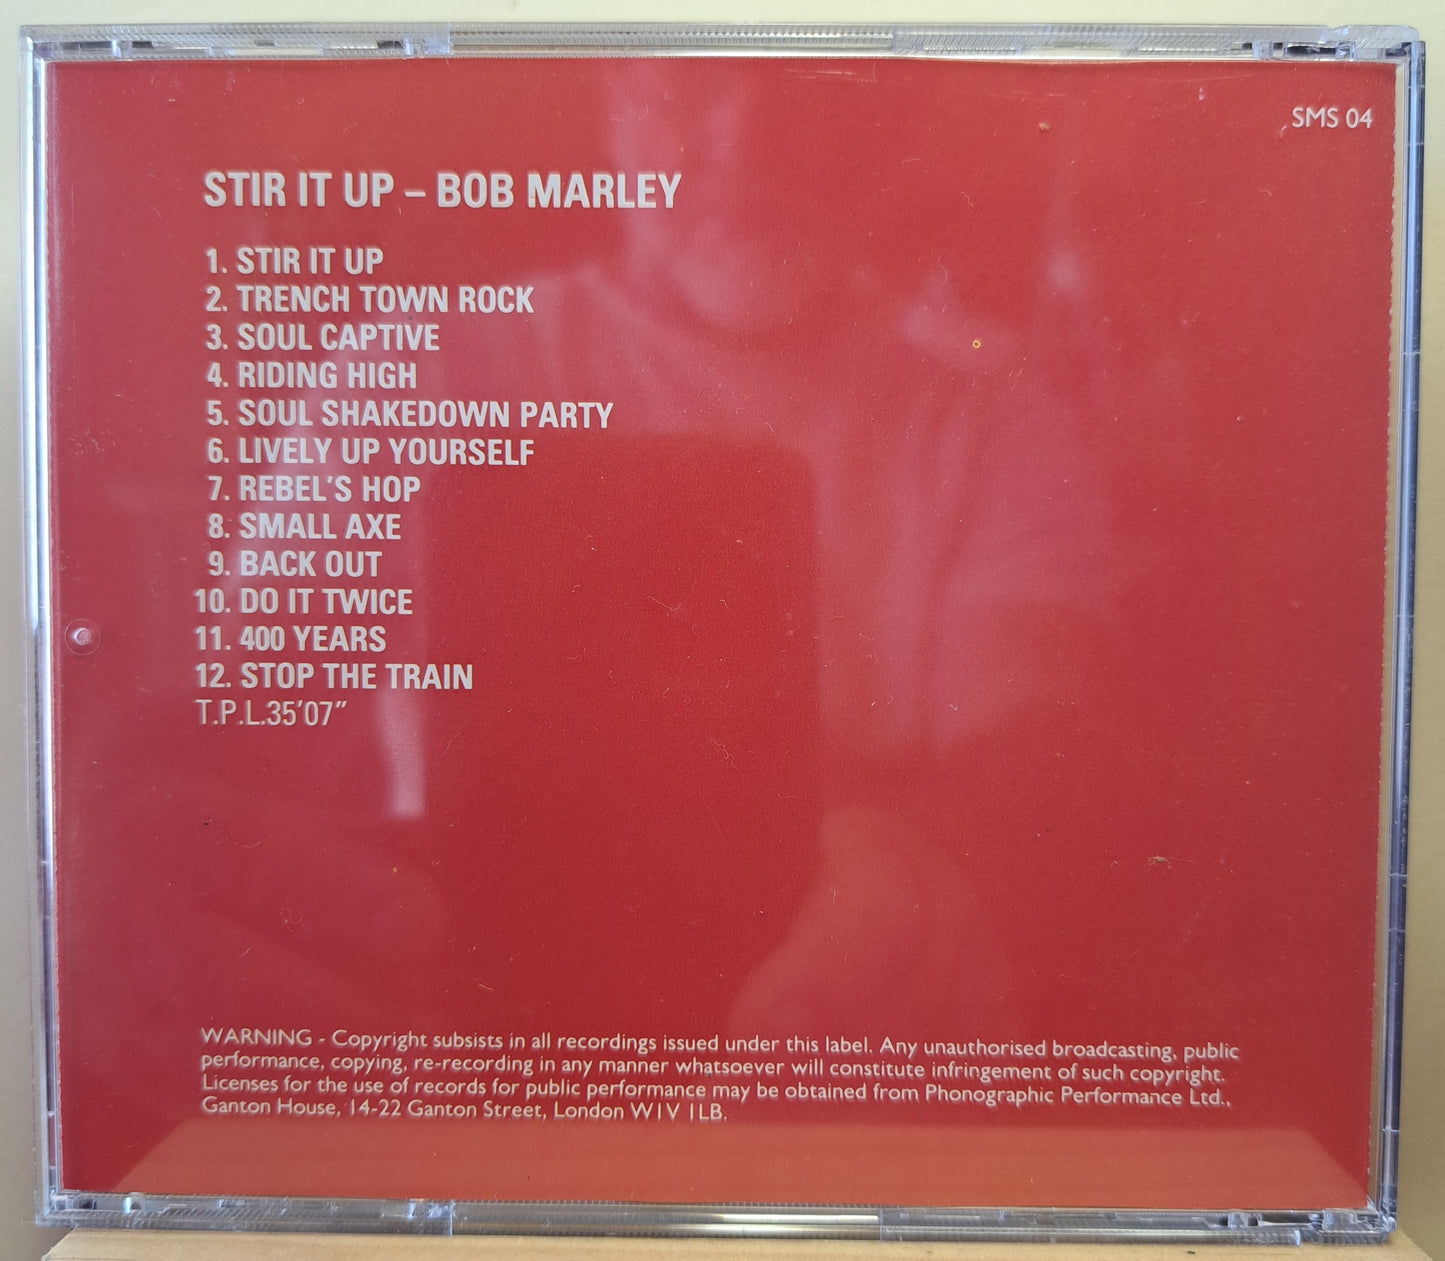 SMS 04
STIR IT UP – BOB MARLEY
1. STIR IT UP
2. TRENCH TOWN ROCK
3. SOUL CAPTIVE
4. RIDING HIGH
5. SOUL SHAKEDOWN PARTY
6. LIVELY UP YOURSELF
7. REBEL'S HOP
8. SMALL AXE
9. BACK OUT
10. DO IT TWICE
11. 400 YEARS
12. STOP THE TRAIN
T.P.L.35'07"
WARNING - Copyright subsists in all recordings issued under this label. Any unauthorised broadcasting, public
performance, copying, re-recording in any manner whatsoever will constitute infringement of such copyright.
Licenses for the use of records for public performance may be obtained from Phonographic Performance Ltd.,
Ganton House, 14-22 Ganton Street, London W1V 1LB.